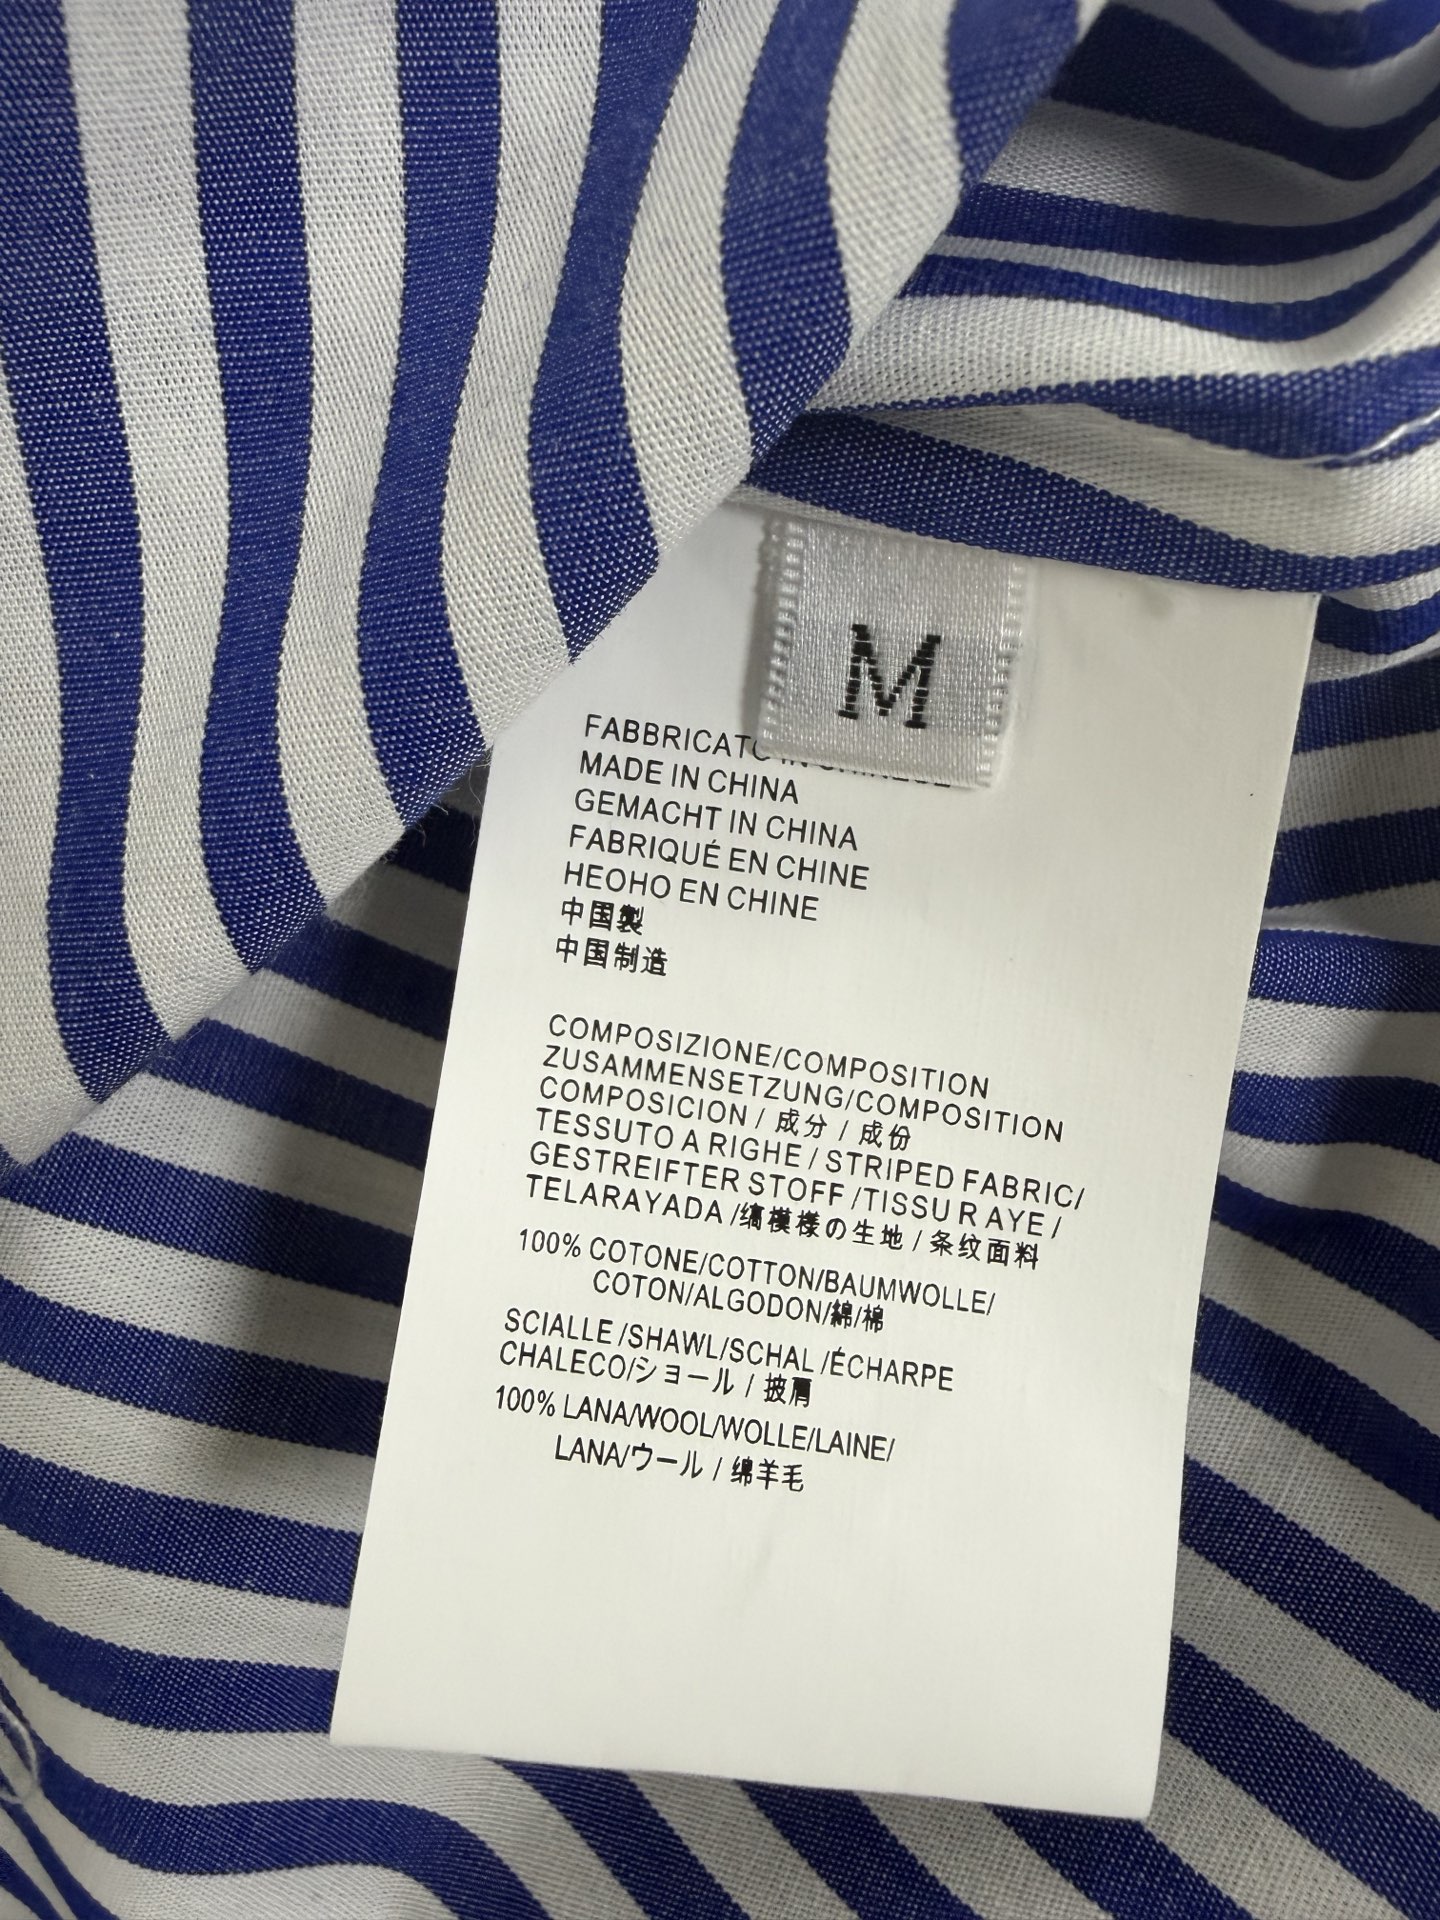 M
FABBRICATO IN CHINESE
MADE IN CHINA
GEMACHT IN CHINA
FABRIQUÉ EN CHINE
HEOHO EN CHINE
中国製
中国制造
COMPOSIZIONE/COMPOSITION
ZUSAMMENSETZUNG/COMPOSITION
COMPOSICION / 成分 / 成份
TESSUTO A RIGHE / STRIPED FABRIC/
GESTREIFTER STOFF /TISSU R AYE /
TELARAYADA /縞模様の生地 / 条纹面料
100% COTONE/COTTON/BAUMWOLLE/
COTON/ALGODON/綿/棉
SCIALLE /SHAWL/SCHAL /ÉCHARPE
CHALECO/ショール / 披肩
100% LANA/WOOL/WOLLE/LAINE/
LANA/ウール / 绵羊毛